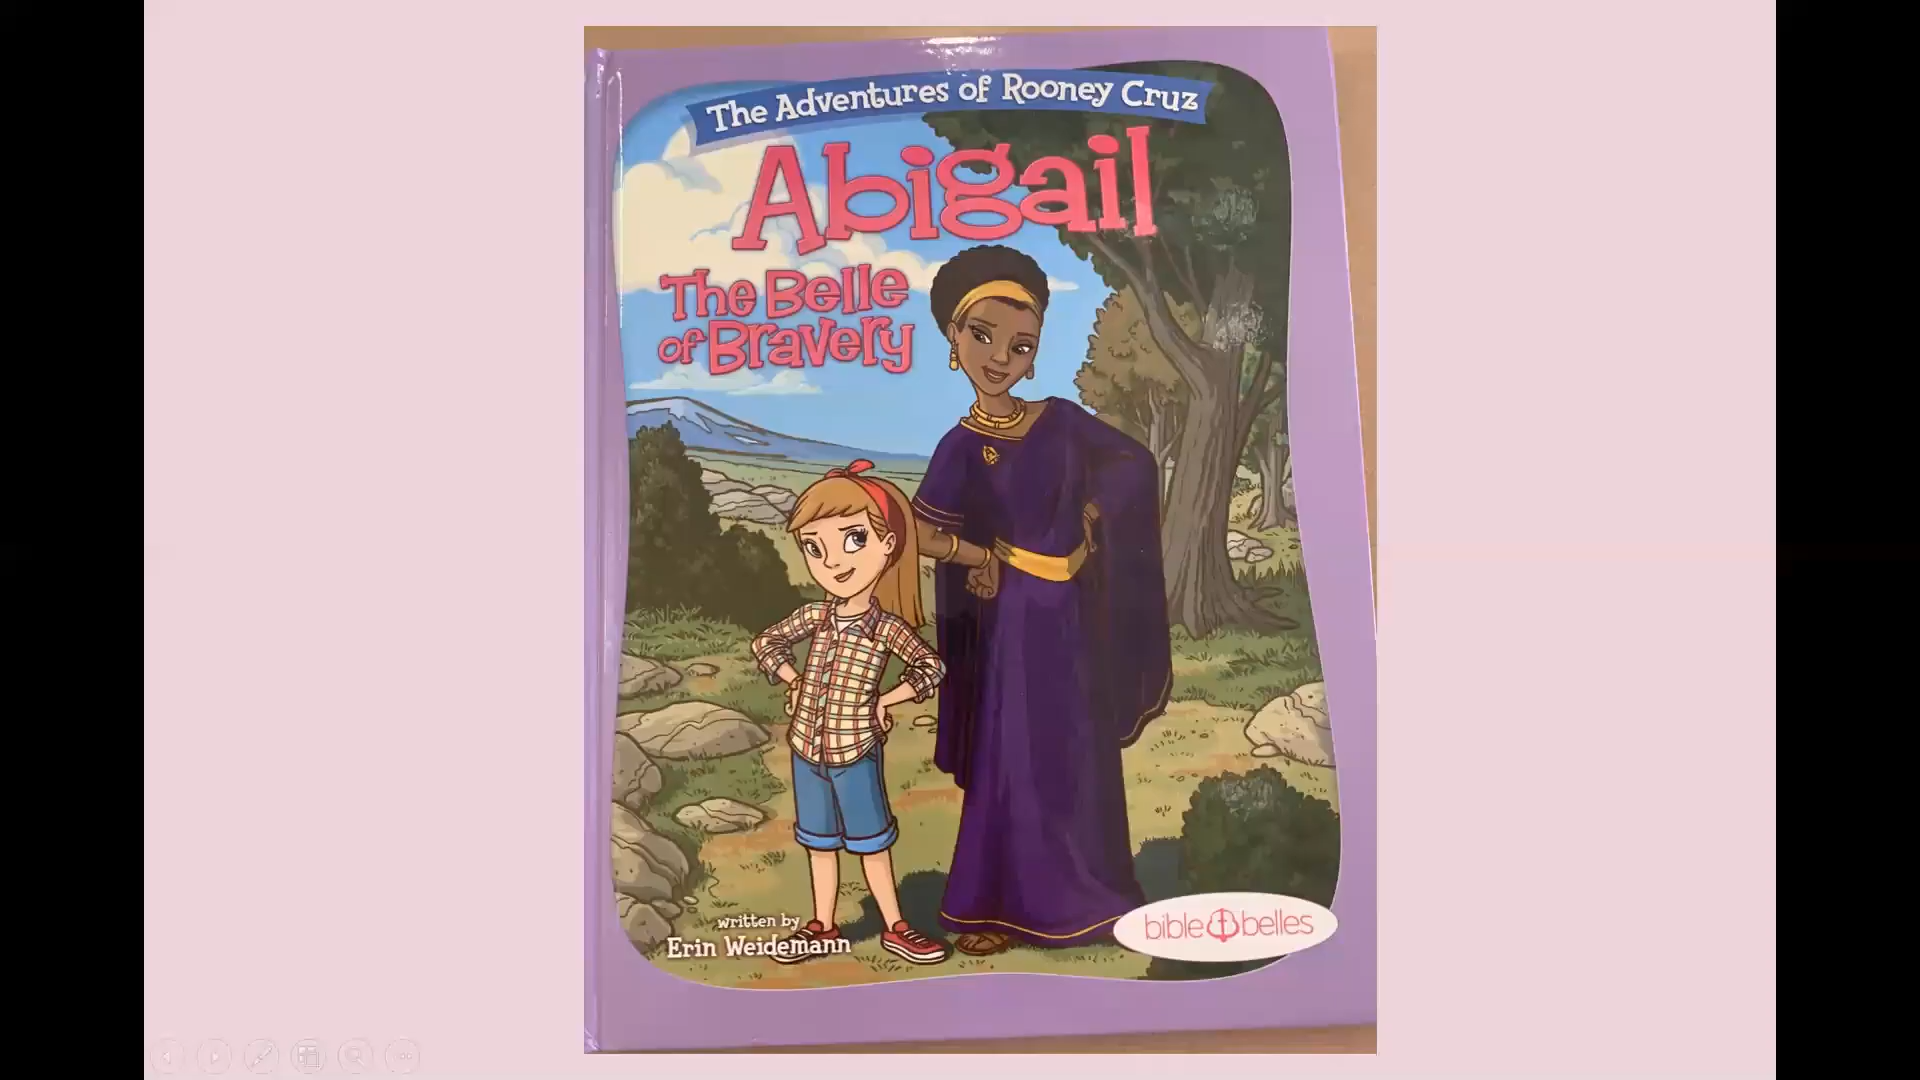 The Adventures of Rooney Cruz
Abigail
The Belle
of Bravery
written by
Erin Weidemann
bible belles